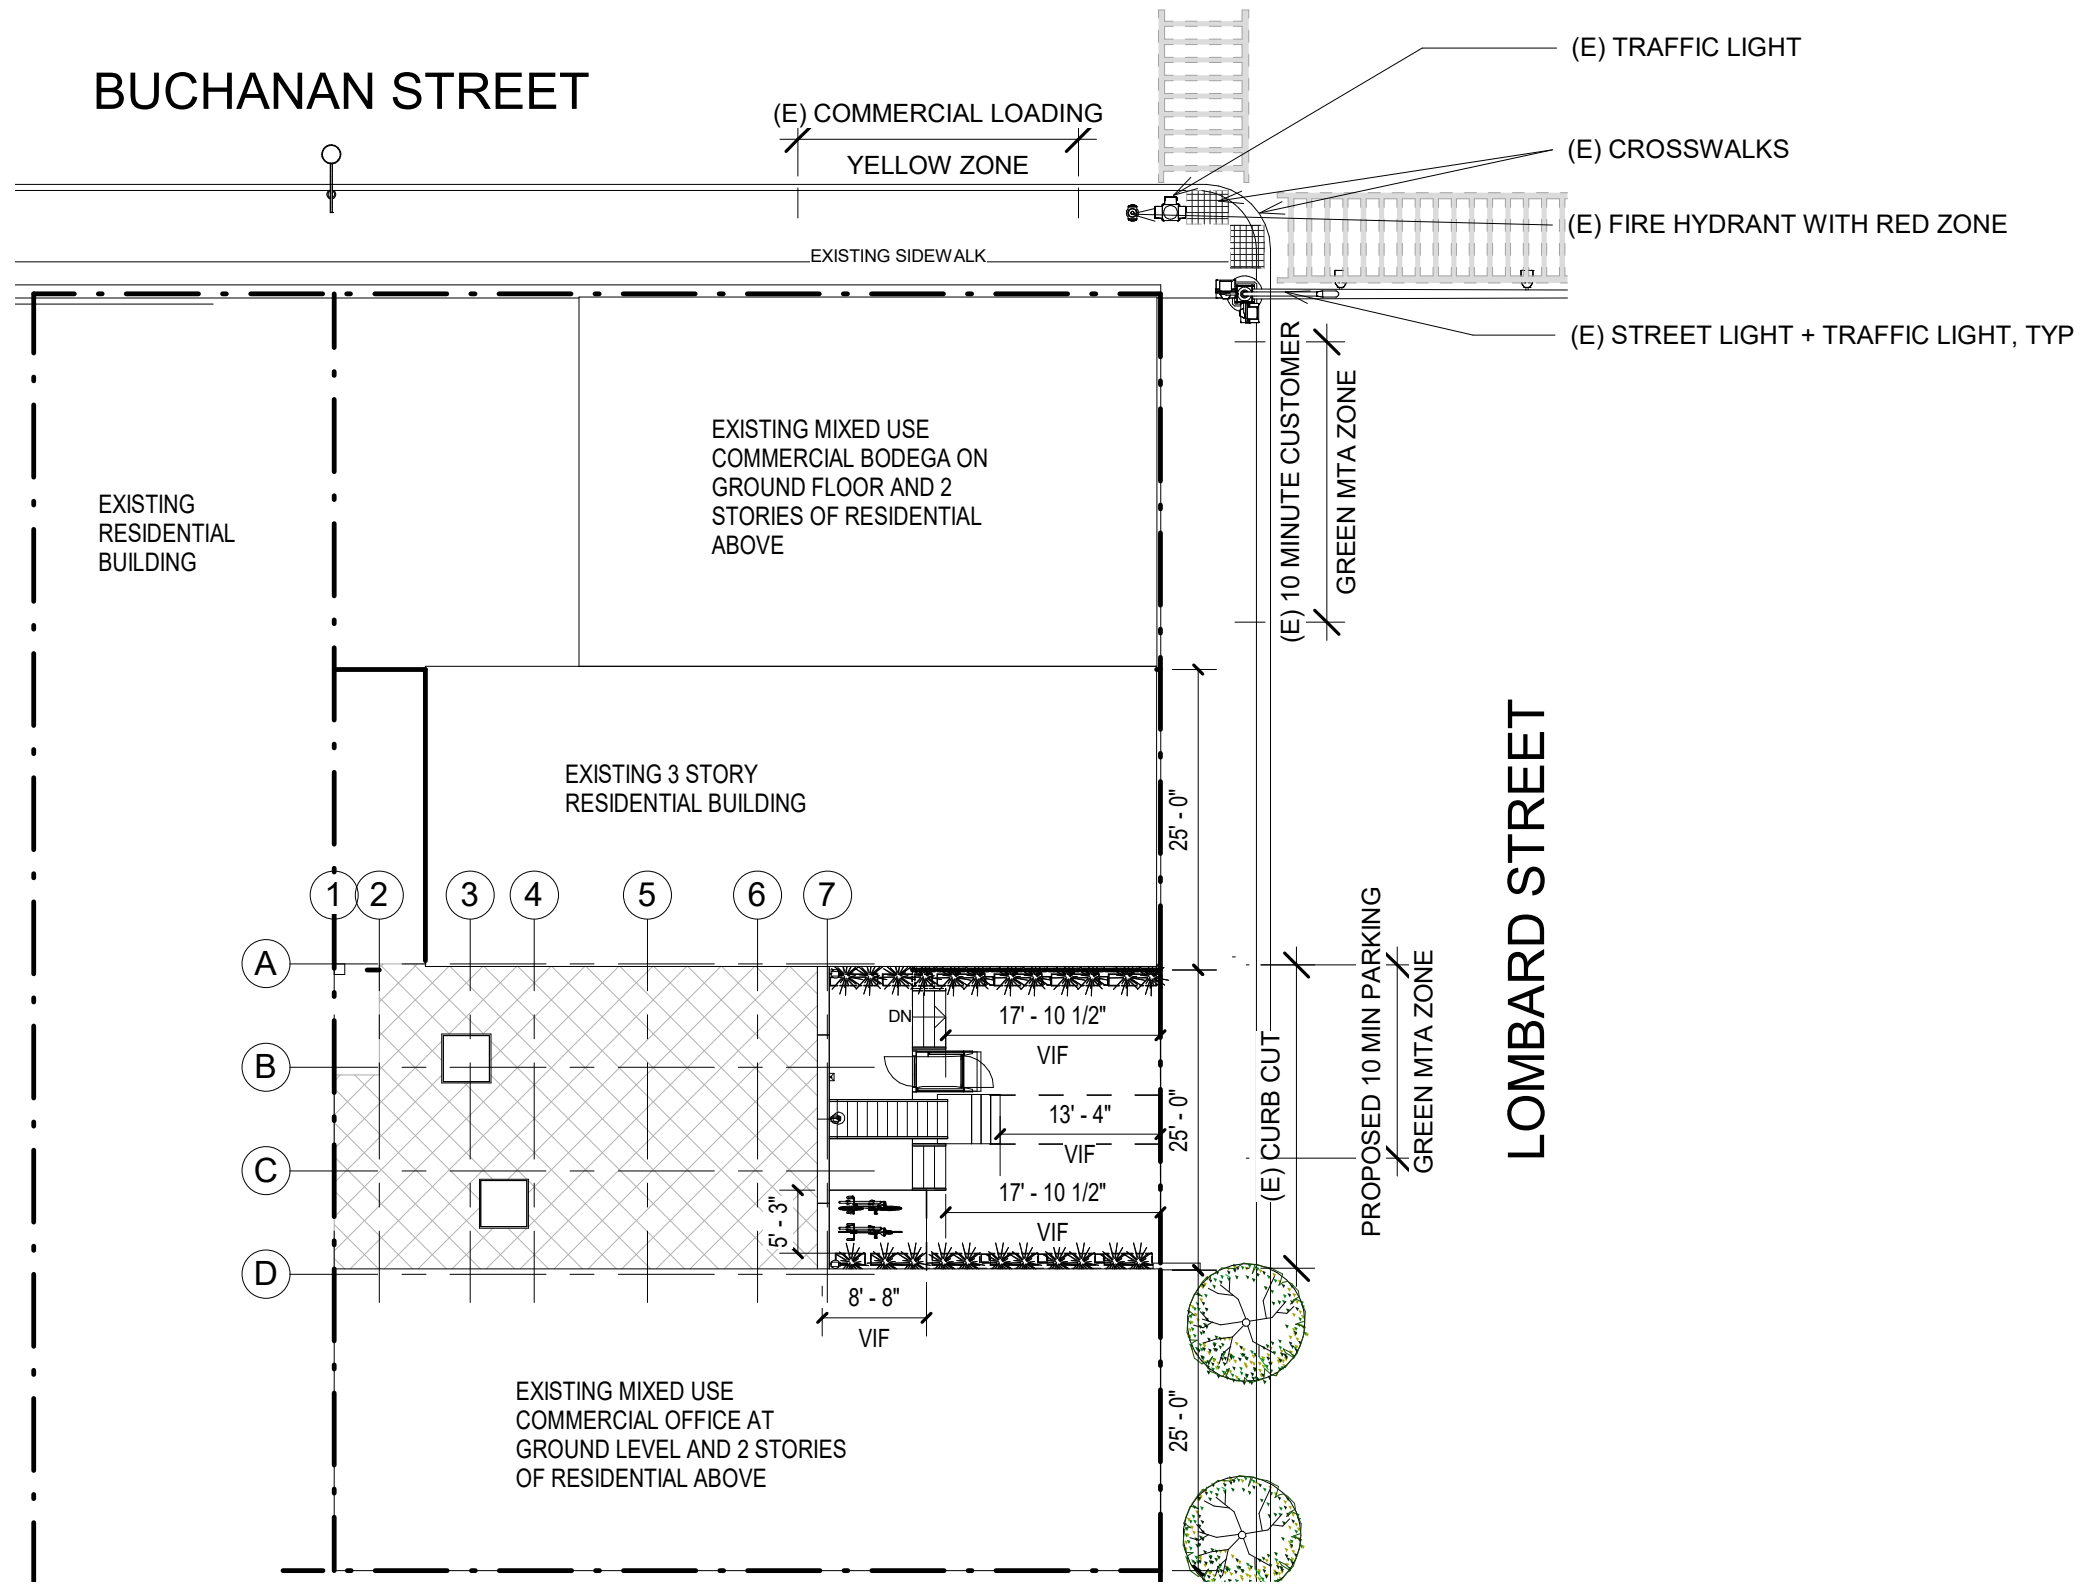 BUCHANAN STREET
(E) COMMERCIAL LOADING
YELLOW ZONE
(E) TRAFFIC LIGHT
(E) CROSSWALKS
(E) FIRE HYDRANT WITH RED ZONE
(E) STREET LIGHT + TRAFFIC LIGHT, TYP
EXISTING SIDEWALK
(E) 10 MINUTE CUSTOMER
GREEN MTA ZONE
EXISTING
RESIDENTIAL
BUILDING
EXISTING MIXED USE
COMMERCIAL BODEGA ON
GROUND FLOOR AND 2
STORIES OF RESIDENTIAL
ABOVE
EXISTING 3 STORY
RESIDENTIAL BUILDING
25' - 0"
LOMBARD STREET
1
2
3
4
5
6
7
A
B
C
D
DN
17' - 10 1/2"
VIF
13' - 4"
VIF
17' - 10 1/2"
VIF
5' - 3"
8' - 8"
VIF
25' - 0"
(E) CURB CUT
PROPOSED 10 MIN PARKING
GREEN MTA ZONE
EXISTING MIXED USE
COMMERCIAL OFFICE AT
GROUND LEVEL AND 2 STORIES
OF RESIDENTIAL ABOVE
25' - 0"